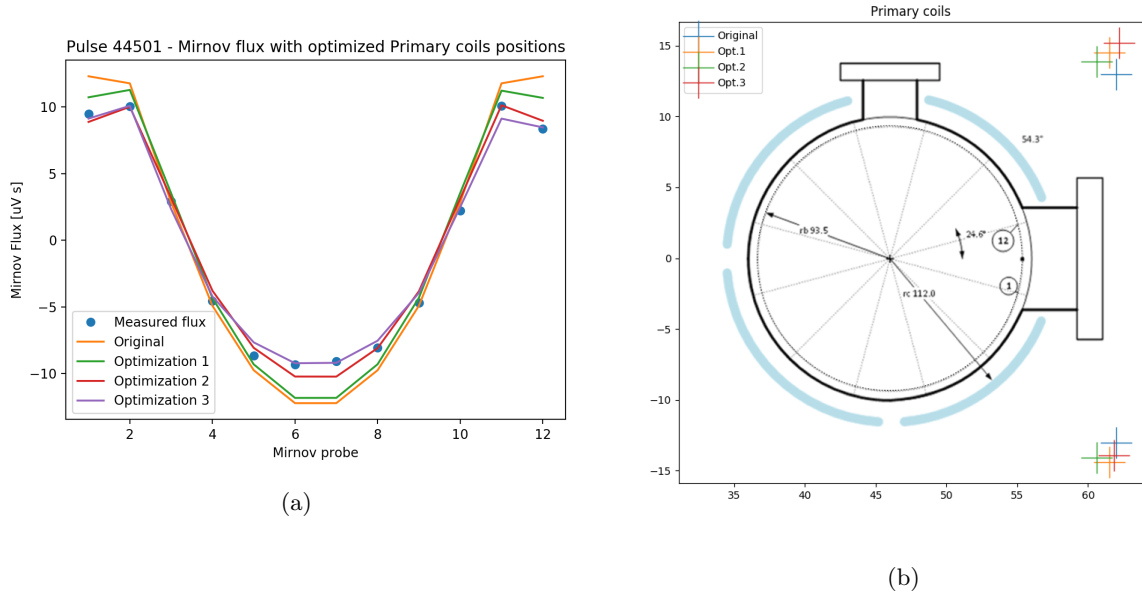 Pulse 44501 - Mirnov flux with optimized Primary coils positions
Mirnov Flux [uV s]
10
5
0
−5
−10
Measured flux
Original
Optimization 1
Optimization 2
Optimization 3
2
4
6
8
10
12
Mirnov probe
(a)
Primary coils
Original
Opt.1
Opt.2
Opt.3
15
10
5
0
−5
−10
−15
54.3°
24.6°
12
1
rb 93.5
rc 112.0
35
40
45
50
55
60
(b)